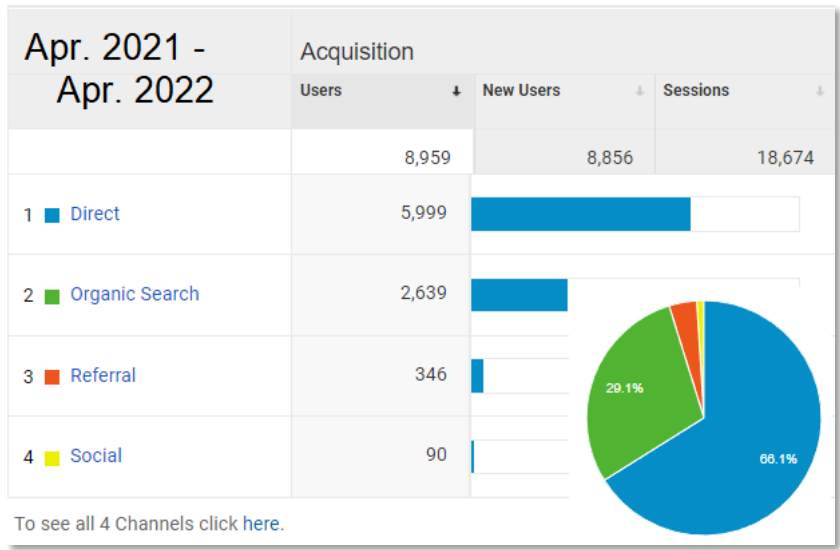 Apr. 2021 -
Apr. 2022
Acquisition
Users
New Users
Sessions
8,959
8,856
18,674
1 Direct 5,999
2 Organic Search 2,639
3 Referral 346
4 Social 90
29.1%
66.1%
To see all 4 Channels click here.